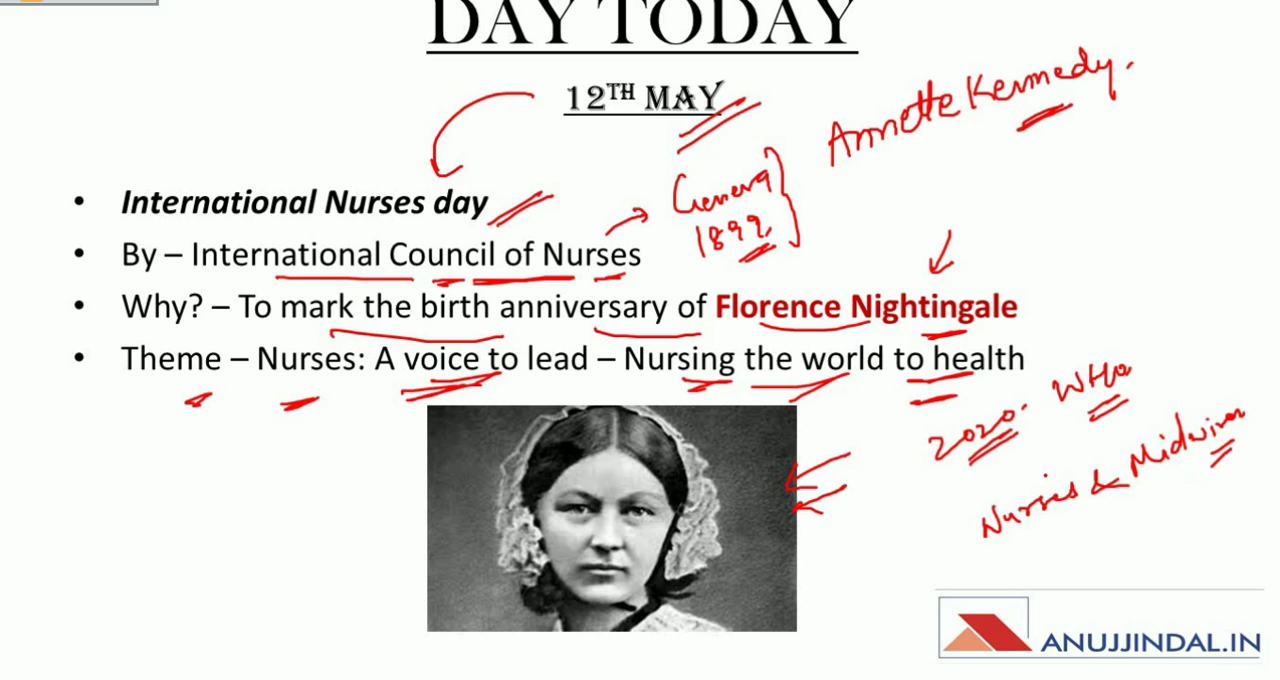 DAY TODAY
12TH MAY
Annette Kennedy.
• International Nurses day
Geneva
1899
• By – International Council of Nurses
• Why? – To mark the birth anniversary of Florence Nightingale
• Theme – Nurses: A voice to lead – Nursing the world to health
2020. WHO
Nurses & Midwives
ANUJJINDAL.IN